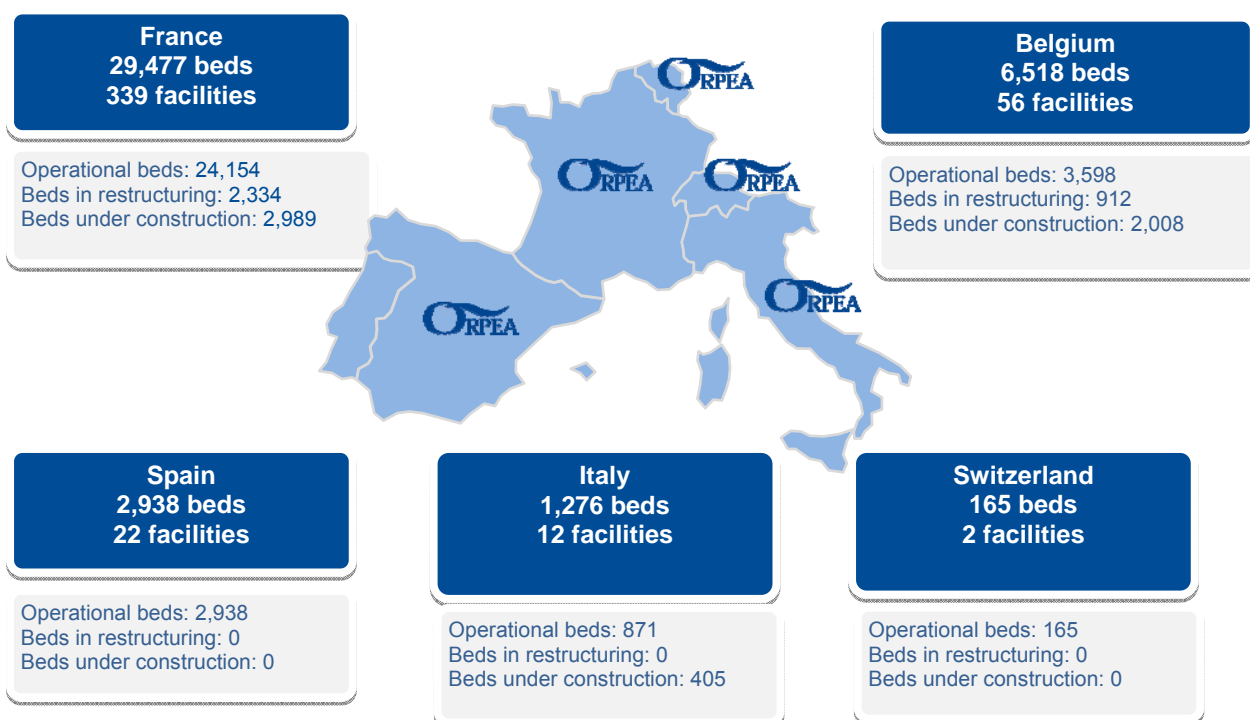 France
29,477 beds
339 facilities
Operational beds: 24,154
Beds in restructuring: 2,334
Beds under construction: 2,989
Belgium
6,518 beds
56 facilities
Operational beds: 3,598
Beds in restructuring: 912
Beds under construction: 2,008
ORPEA
ORPEA
ORPEA
ORPEA
ORPEA
Spain
2,938 beds
22 facilities
Operational beds: 2,938
Beds in restructuring: 0
Beds under construction: 0
Italy
1,276 beds
12 facilities
Operational beds: 871
Beds in restructuring: 0
Beds under construction: 405
Switzerland
165 beds
2 facilities
Operational beds: 165
Beds in restructuring: 0
Beds under construction: 0